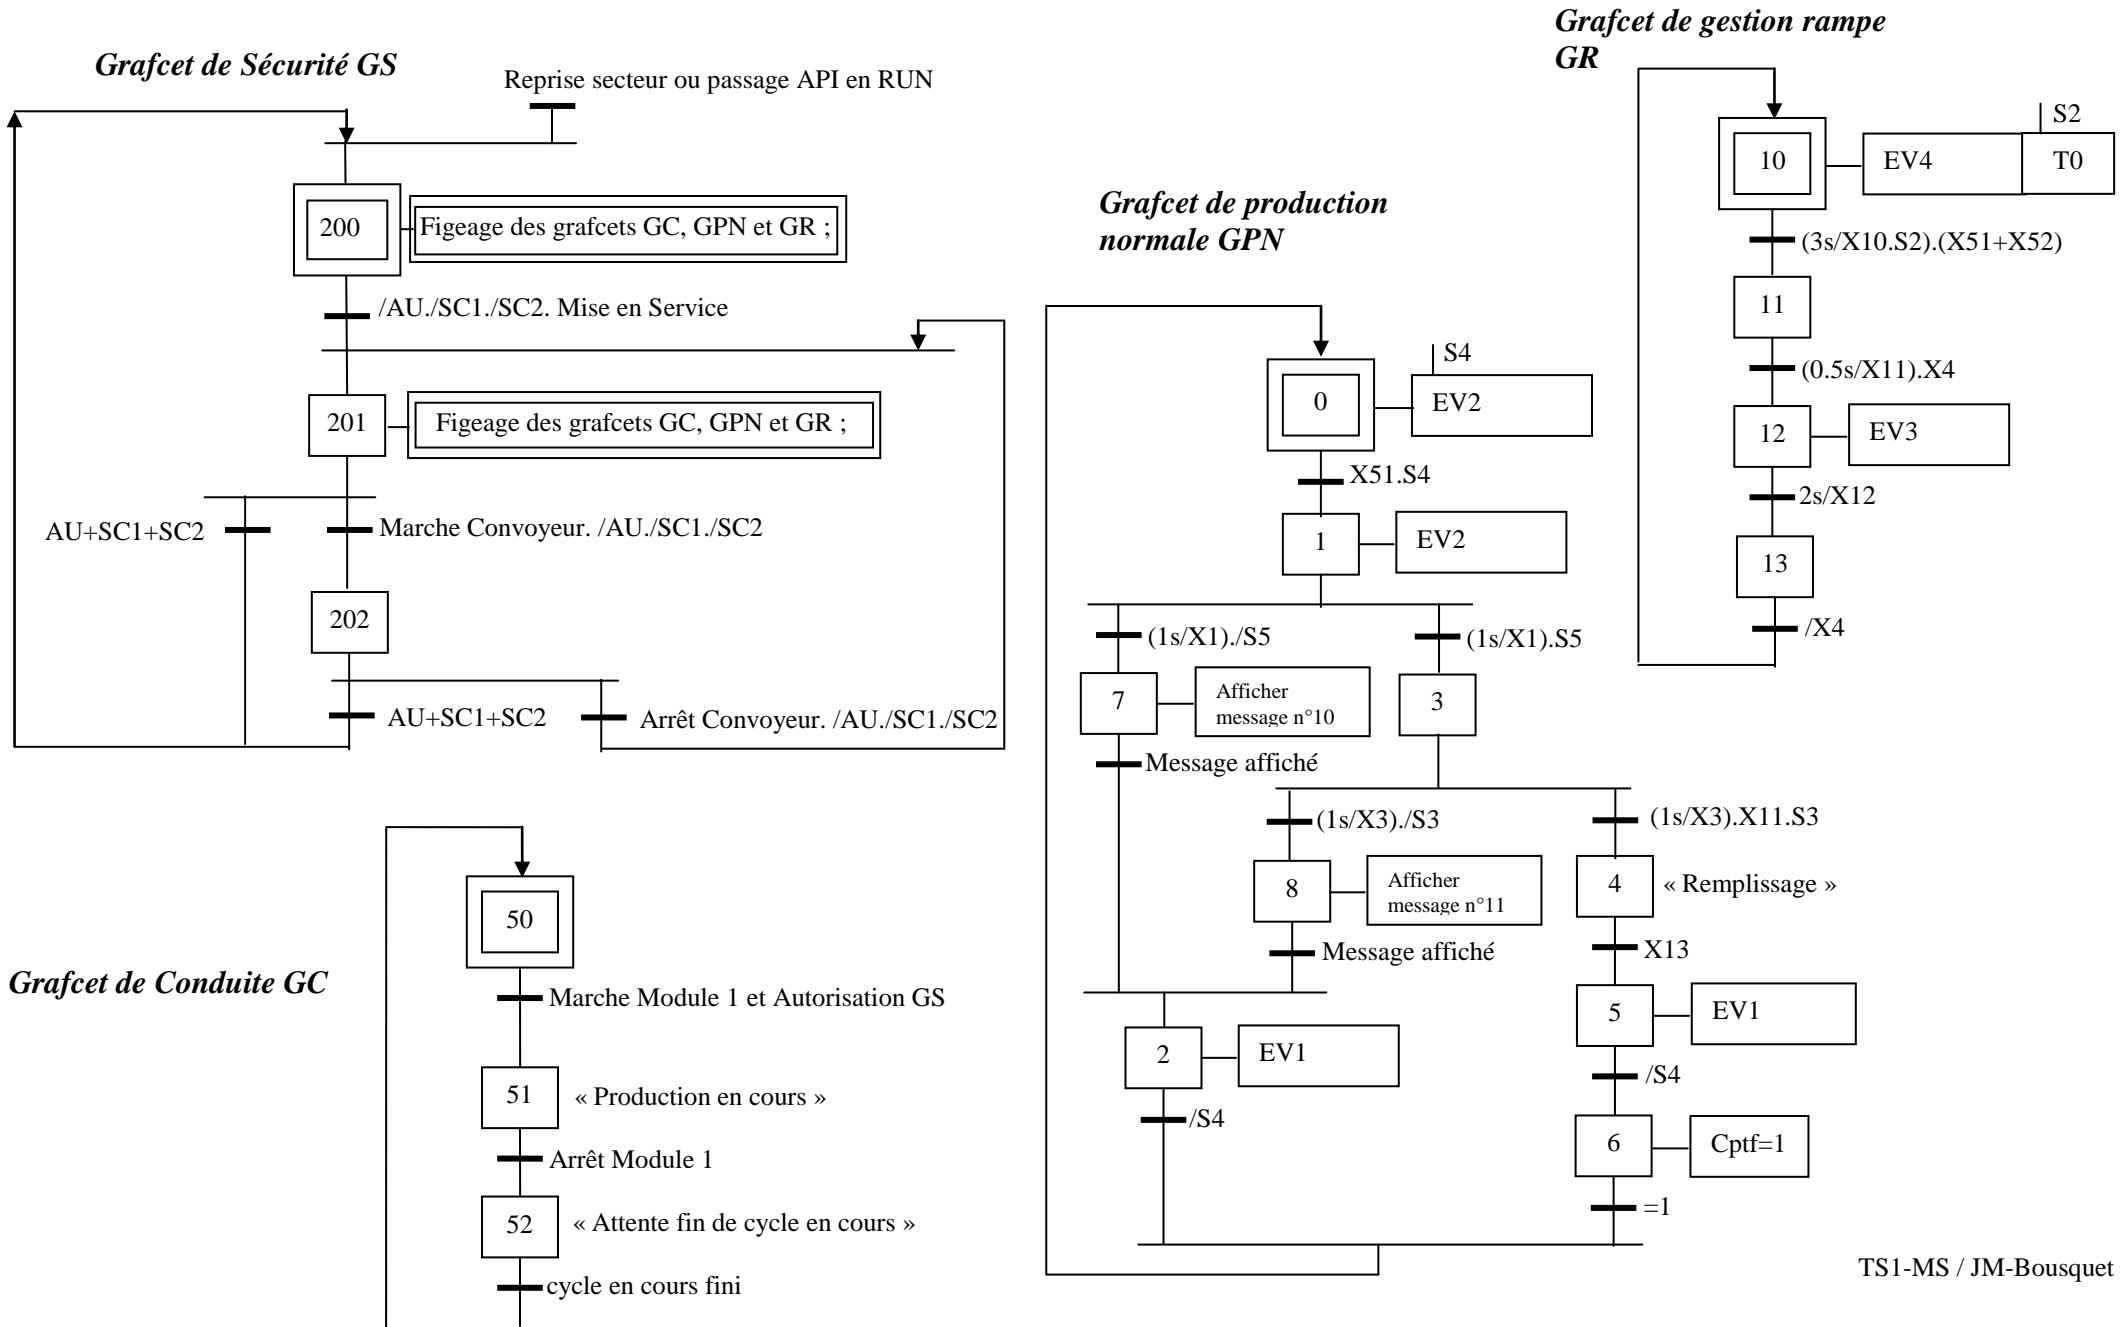 Grafcet de Sécurité GS
Reprise secteur ou passage API en RUN
200
Figeage des grafcets GC, GPN et GR ;
/AU./SC1./SC2. Mise en Service
201
Figeage des grafcets GC, GPN et GR ;
AU+SC1+SC2
Marche Convoyeur. /AU./SC1./SC2
202
AU+SC1+SC2
Arrêt Convoyeur. /AU./SC1./SC2
Grafcet de Conduite GC
50
Marche Module 1 et Autorisation GS
51
« Production en cours »
Arrêt Module 1
52
« Attente fin de cycle en cours »
cycle en cours fini
Grafcet de production
normale GPN
S4
0
EV2
X51.S4
1
EV2
(1s/X1)./S5
(1s/X1).S5
7
Afficher
message n°10
3
Message affiché
(1s/X3)./S3
(1s/X3).X11.S3
8
Afficher
message n°11
4
« Remplissage »
Message affiché
X13
5
EV1
2
EV1
/S4
/S4
6
Cptf=1
=1
Grafcet de gestion rampe
GR
S2
10
EV4
T0
(3s/X10.S2).(X51+X52)
11
(0.5s/X11).X4
12
EV3
2s/X12
13
/X4
TS1-MS / JM-Bousquet